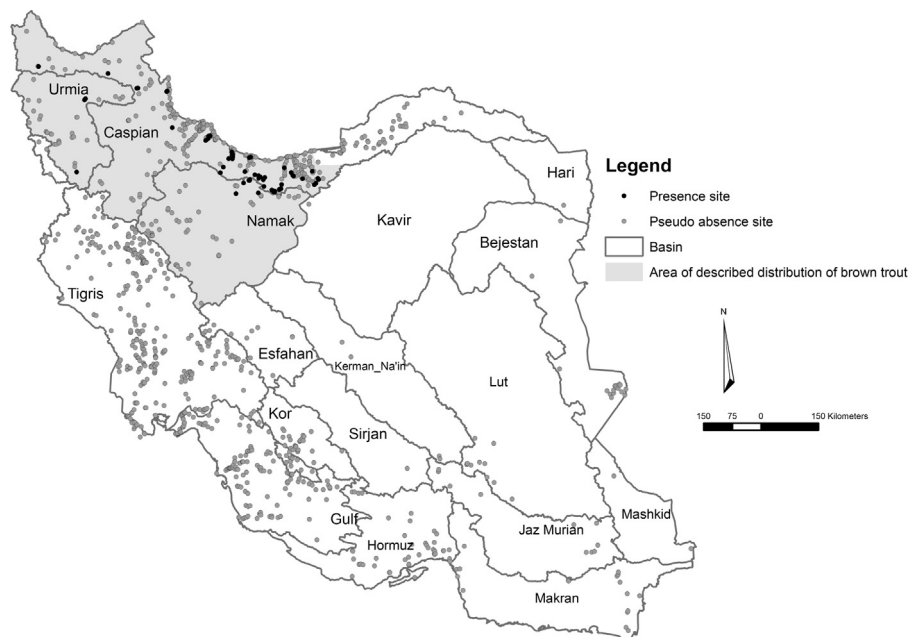 Urmia
Caspian
Hari
Namak
Kavir
Bejestan
Tigris
Esfahan
Kerman_Na'in
Lut
Kor
Sirjan
Gulf
Mashkid
Jaz Murian
Hormuz
Makran
Legend
Presence site
Pseudo absence site
Basin
Area of described distribution of brown trout
N
150 75 0 150 Kilometers